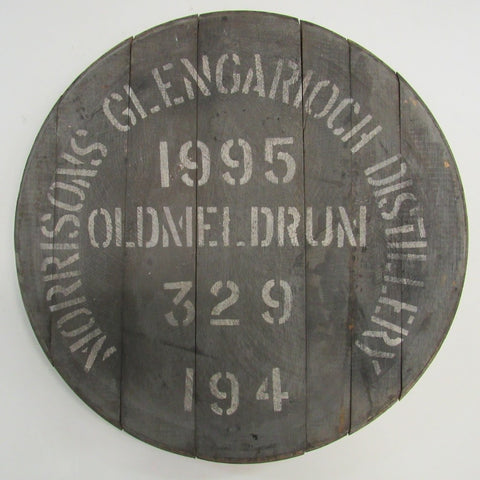 MORRISONS GLENGARIOCH DISTILLERY
1995
OLDMELDRUM
329
194